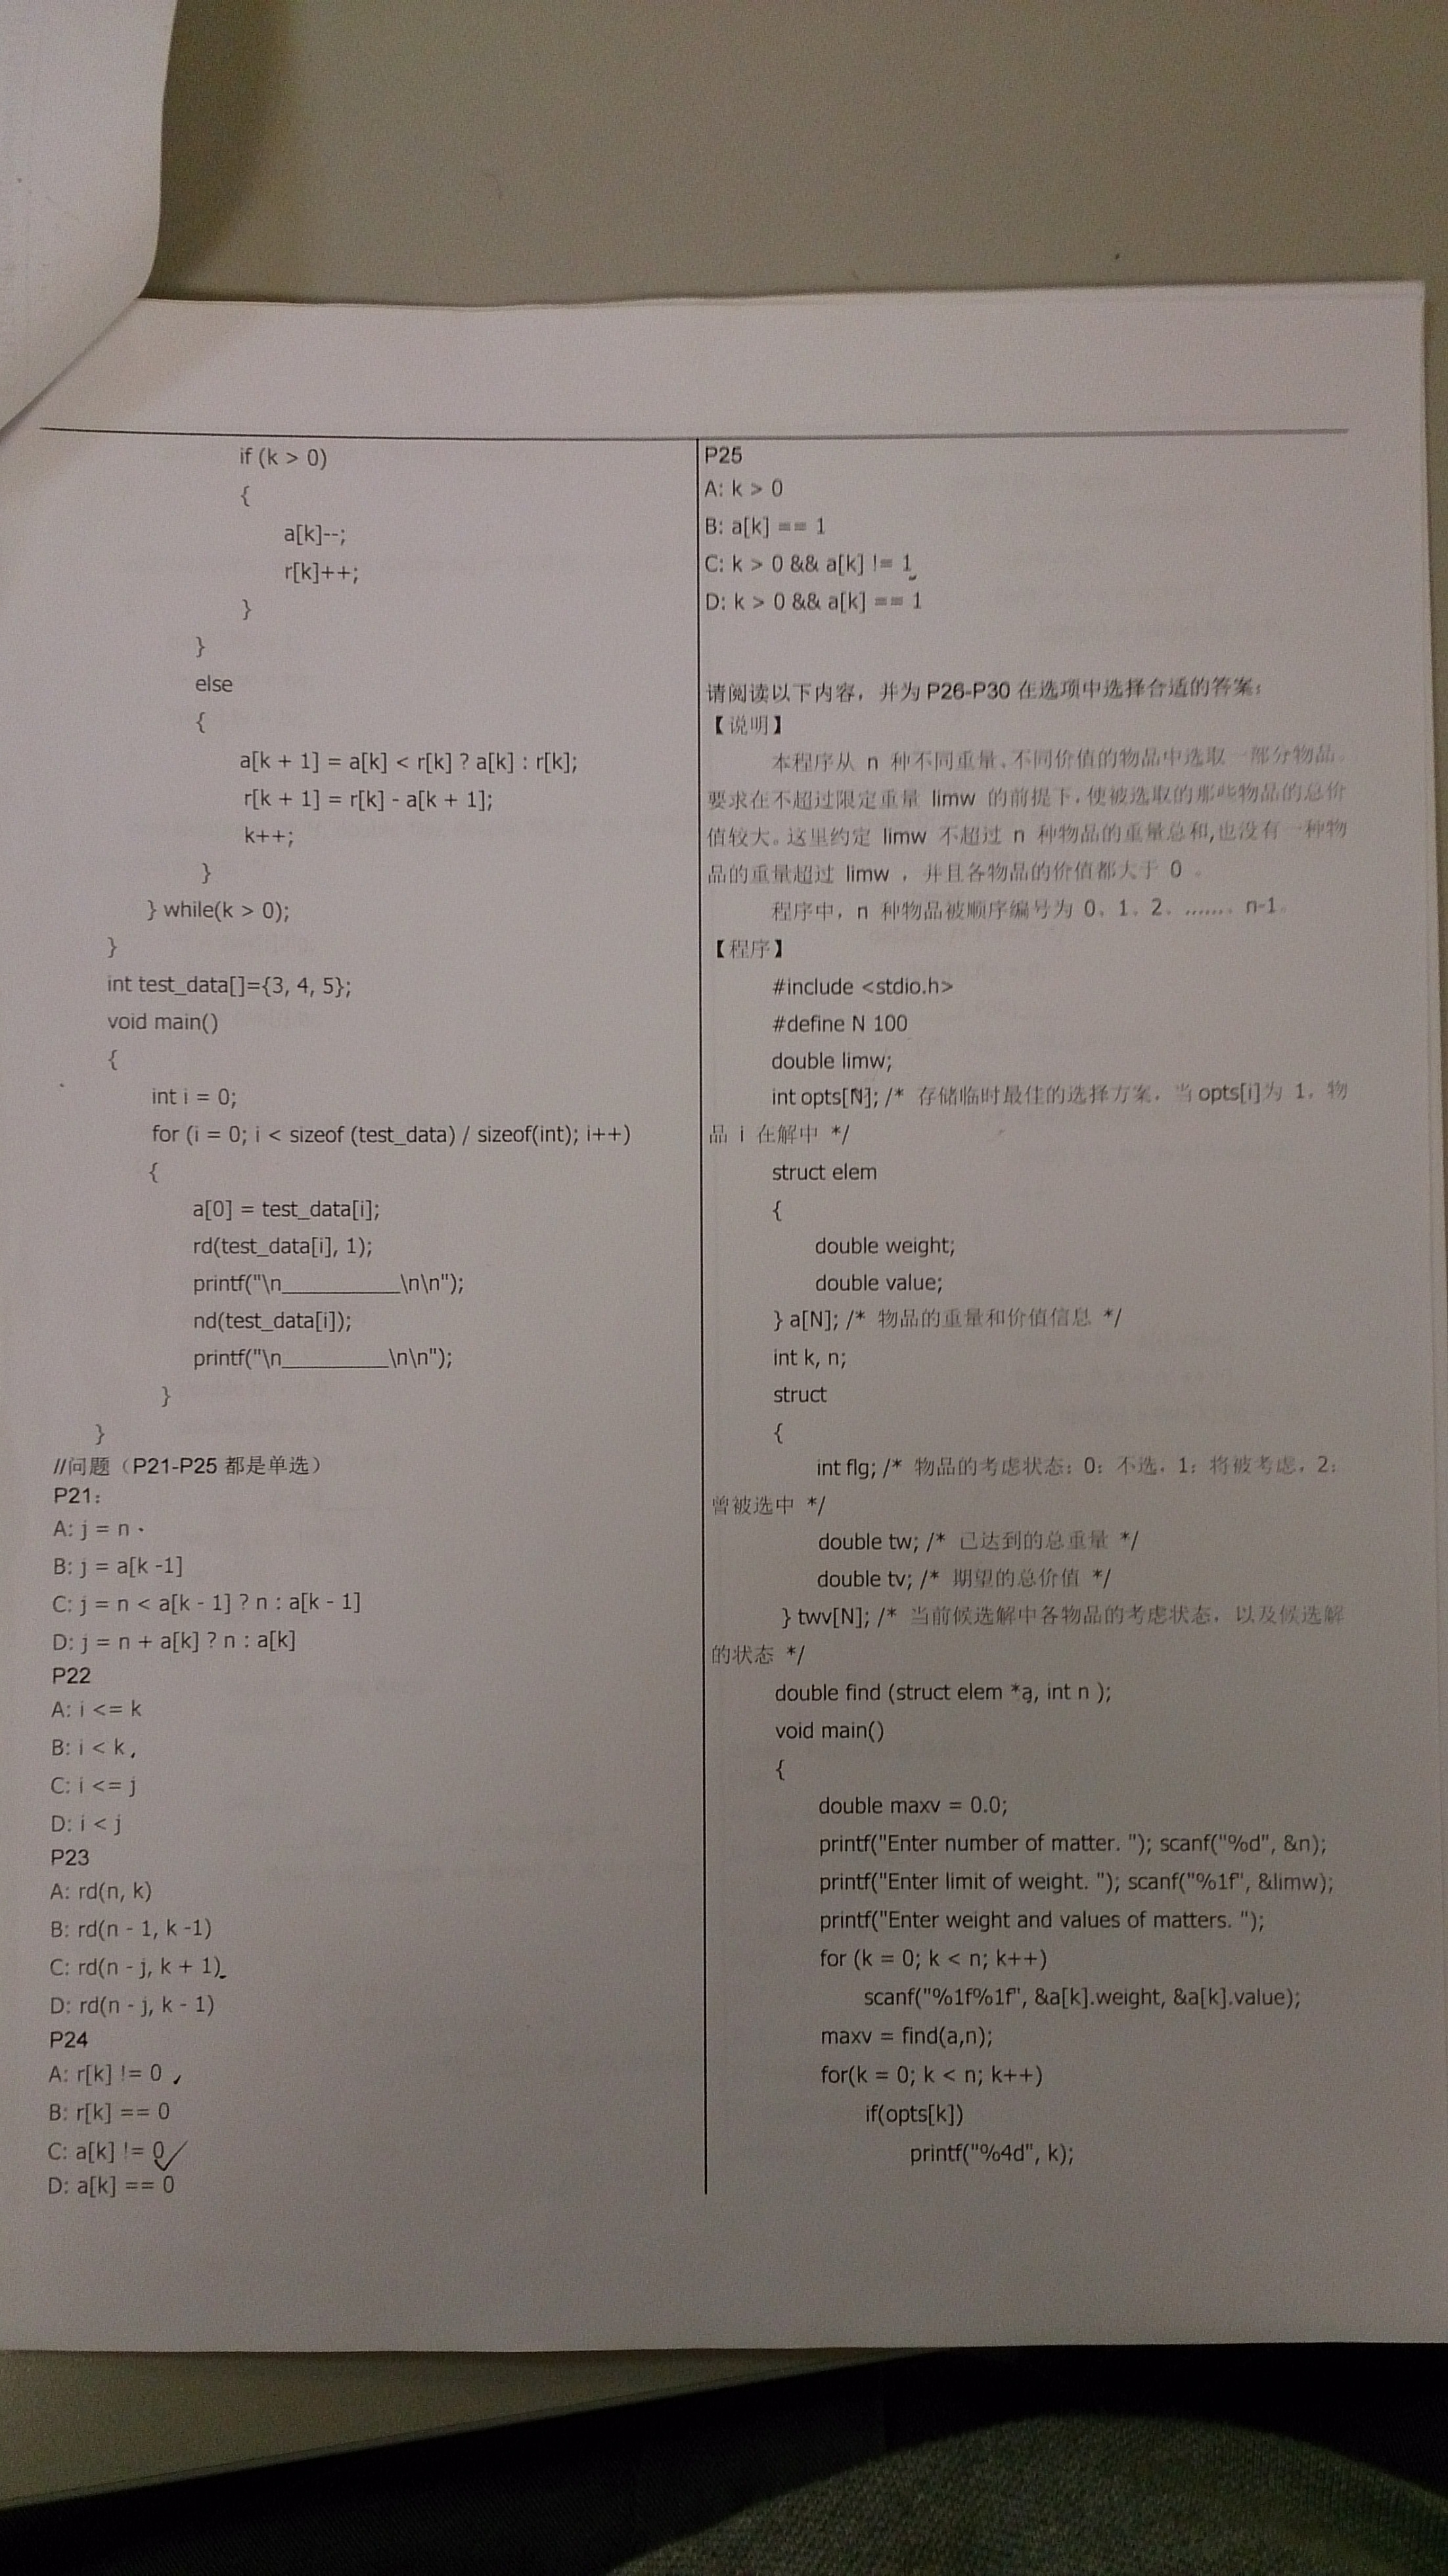 if (k > 0)
{
a[k]--;
r[k]++;
}
}
else
{
a[k + 1] = a[k] < r[k] ? a[k] : r[k];
r[k + 1] = r[k] - a[k + 1];
k++;
}
} while(k > 0);
}
int test_data[]={3, 4, 5};
void main()
{
int i = 0;
for (i = 0; i < sizeof (test_data) / sizeof(int); i++)
{
a[0] = test_data[i];
rd(test_data[i], 1);
printf("\n__________\n\n");
nd(test_data[i]);
printf("\n_________\n\n");
}
}
//问题（P21-P25 都是单选）
P21：
A: j = n
B: j = a[k -1]
C: j = n < a[k - 1] ? n : a[k - 1]
D: j = n + a[k] ? n : a[k]
P22
A: i <= k
B: i < k
C: i <= j
D: i < j
P23
A: rd(n, k)
B: rd(n - 1, k -1)
C: rd(n - j, k + 1)
D: rd(n - j, k - 1)
P24
A: r[k] != 0
B: r[k] == 0
C: a[k] != 0
D: a[k] == 0
P25
A: k > 0
B: a[k] == 1
C: k > 0 && a[k] != 1
D: k > 0 && a[k] == 1
请阅读以下内容，并为 P26-P30 在选项中选择合适的答案：
【说明】
本程序从 n 种不同重量、不同价值的物品中选取一部分物品。
要求在不超过限定重量 limw 的前提下，使被选取的那些物品的总价
值较大。这里约定 limw 不超过 n 种物品的重量总和,也没有一种物
品的重量超过 limw ，并且各物品的价值都大于 0 。
程序中，n 种物品被顺序编号为 0、1、2、……、n-1。
【程序】
#include <stdio.h>
#define N 100
double limw;
int opts[N]; /* 存储临时最佳的选择方案，当 opts[i]为 1，物
品 i 在解中 */
struct elem
{
double weight;
double value;
} a[N]; /* 物品的重量和价值信息 */
int k, n;
struct
{
int flg; /* 物品的考虑状态：0：不选，1：将被考虑，2：
曾被选中 */
double tw; /* 已达到的总重量 */
double tv; /* 期望的总价值 */
} twv[N]; /* 当前候选解中各物品的考虑状态，以及候选解
的状态 */
double find (struct elem *a, int n );
void main()
{
double maxv = 0.0;
printf("Enter number of matter. "); scanf("%d", &n);
printf("Enter limit of weight. "); scanf("%1f", &limw);
printf("Enter weight and values of matters. ");
for (k = 0; k < n; k++)
scanf("%1f%1f", &a[k].weight, &a[k].value);
maxv = find(a,n);
for(k = 0; k < n; k++)
if(opts[k])
printf("%4d", k);